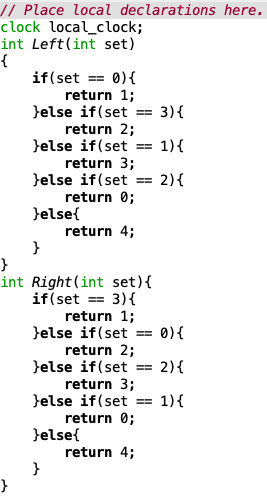 // Place local declarations here.
clock local_clock;
int Left(int set)
{
    if(set == 0){
        return 1;
    }else if(set == 3){
        return 2;
    }else if(set == 1){
        return 3;
    }else if(set == 2){
        return 0;
    }else{
        return 4;
    }
}
int Right(int set){
    if(set == 3){
        return 1;
    }else if(set == 0){
        return 2;
    }else if(set == 2){
        return 3;
    }else if(set == 1){
        return 0;
    }else{
        return 4;
    }
}